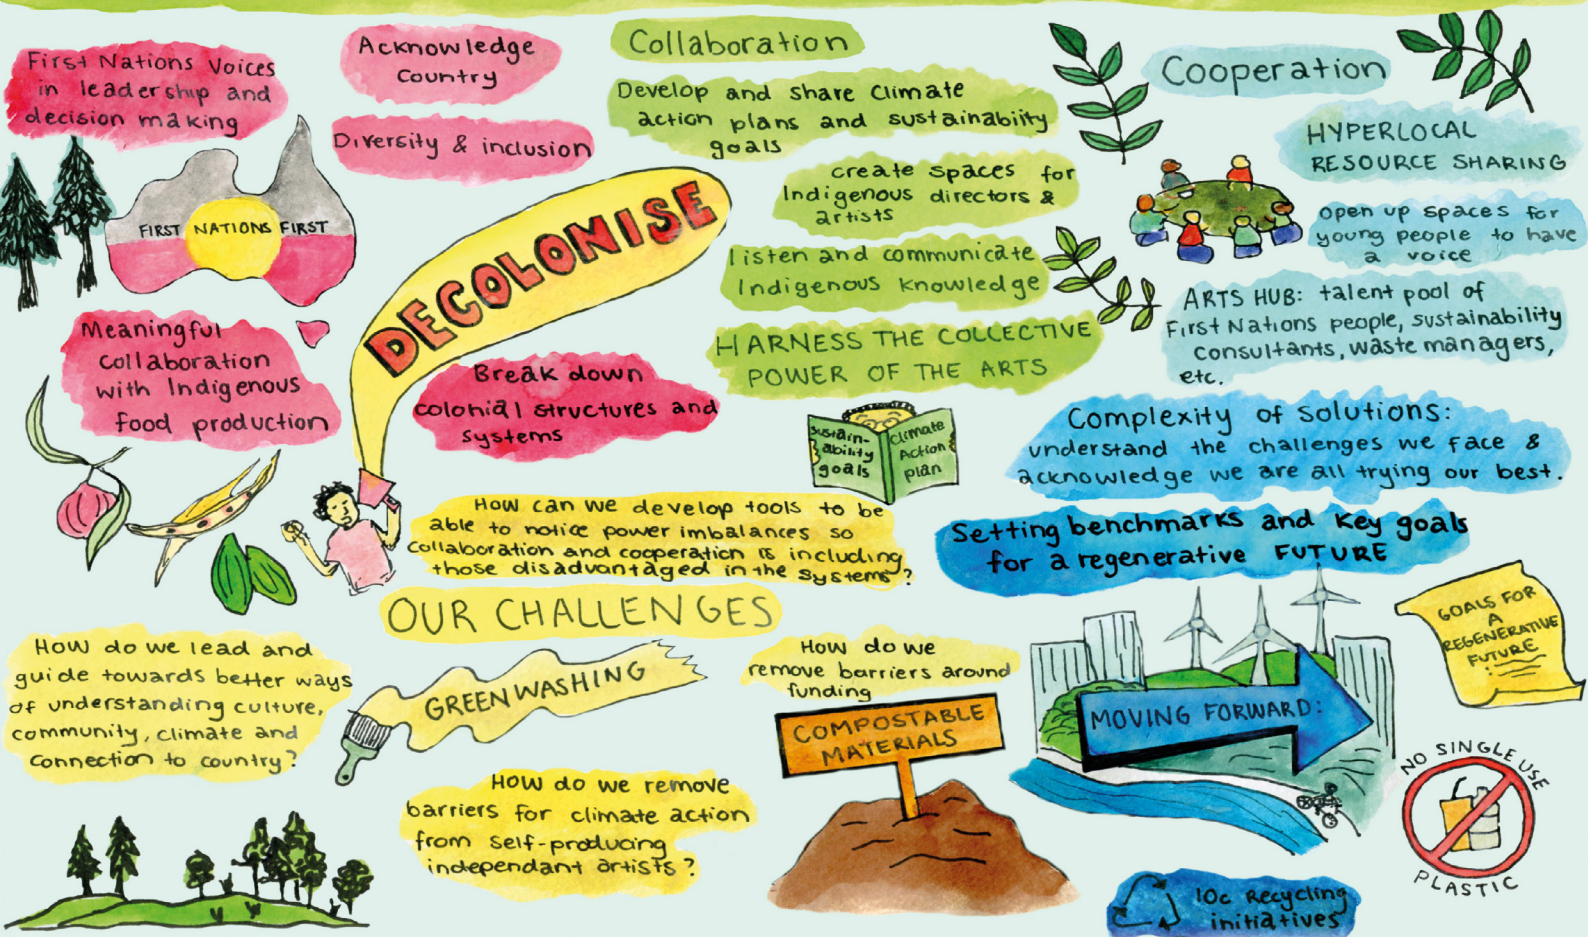 First Nations Voices
in leadership and
decision making
Acknowledge
Country
Diversity & inclusion
FIRST NATIONS FIRST
DECOLONISE
Meaningful
collaboration
with Indigenous
food production
Break down
colonial structures and
systems
Collaboration
Develop and share Climate
action plans and sustainabiity
goals
create spaces for
Indigenous directors &
artists
listen and communicate
Indigenous knowledge
HARNESS THE COLLECTIVE
POWER OF THE ARTS
sustain-
ability
goals
Climate
Action
plan
Cooperation
HYPERLOCAL
RESOURCE SHARING
open up spaces for
young people to have
a voice
ARTS HUB: talent pool of
First Nations people, sustainability
consultants, waste managers,
etc.
Complexity of solutions:
understand the challenges we face &
acknowledge we are all trying our best.
Setting benchmarks and key goals
for a regenerative FUTURE
How can we develop tools to be
able to notice power imbalances so
collaboration and cooperation is including
those disadvantaged in the systems?
OUR CHALLENGES
How do we lead and
guide towards better ways
of understanding culture,
community, climate and
connection to country?
GREENWASHING
How do we remove
barriers for climate action
from self-producing
independant artists?
How do we
remove barriers around
funding
COMPOSTABLE
MATERIALS
MOVING FORWARD:
GOALS FOR
A
REGENERATIVE
FUTURE
NO SINGLE USE
PLASTIC
10c Recycling
initiatives